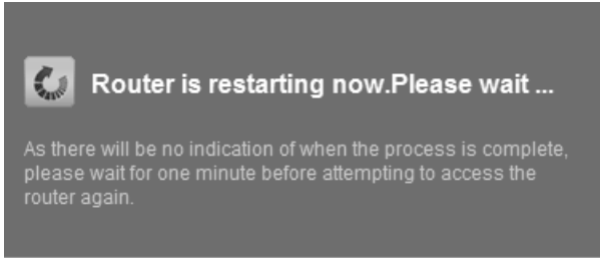 Router is restarting now.Please wait ...
As there will be no indication of when the process is complete,
please wait for one minute before attempting to access the
router again.